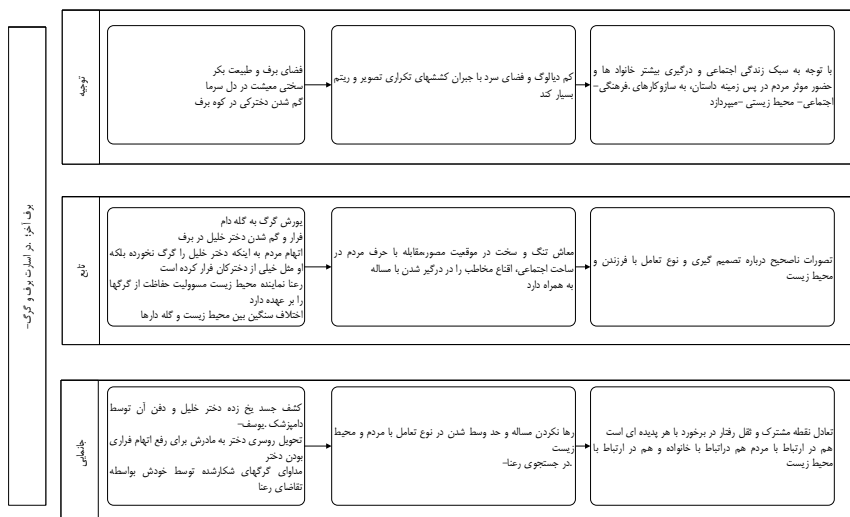 برف آخر؛ .در اسارت برف و گرگ–
توجیه
فضای برف و طبیعت بکر
سختی معیشت در دل سرما
گم شدن دخترکی در کوه برف
کم دیالوگ و فضای سرد با جبران کششهای تکراری تصویر و ریتم
بسیار کند
با توجه به سبک زندگی اجتماعی و درگیری بیشتر خانواد ها و
حضور موثر مردم در پس زمینه داستان، به سازوکارهای .فرهنگی–
اجتماعی– محیط زیستی –میپردازد
تابع
یورش گرگ به گله دام
فرار و گم شدن دختر خلیل در برف
اتهام مردم به اینکه دختر خلیل را گرگ نخورده بلکه
او مثل خیلی از دخترکان فرار کرده است
رعنا نماینده محیط زیست مسوولیت حفاظت از گرگها
را بر عهده دارد
اختلاف سنگین بین محیط زیست و گله دارها
معاش تنگ و سخت در موقعیت مصور،مقابله با حرف مردم در
ساحت اجتماعی، اقناع مخاطب را در درگیر شدن با مساله
به همراه دارد
تصورات ناصحیح درباره تصمیم گیری و نوع تعامل با فرزندن و
محیط زیست
جانمایی
کشف جسد یخ زده دختر خلیل و دفن آن توسط
دامپزشک .یوسف–
تحویل روسری دختر به مادرش برای رفع اتهام فراری
بودن دختر
مداوای گرگهای شکارشده توسط خودش بواسطه
تقاضای رعنا
رها نکردن مساله و حد وسط شدن در نوع تعامل با مردم و محیط
زیست
.در جستجوی رعنا–
تعادل نقطه مشترک و ثقل رفتار در برخورد با هر پدیده ای است
هم در ارتباط با مردم هم دراتباط با خانواده و هم در ارتباط با
محیط زیست